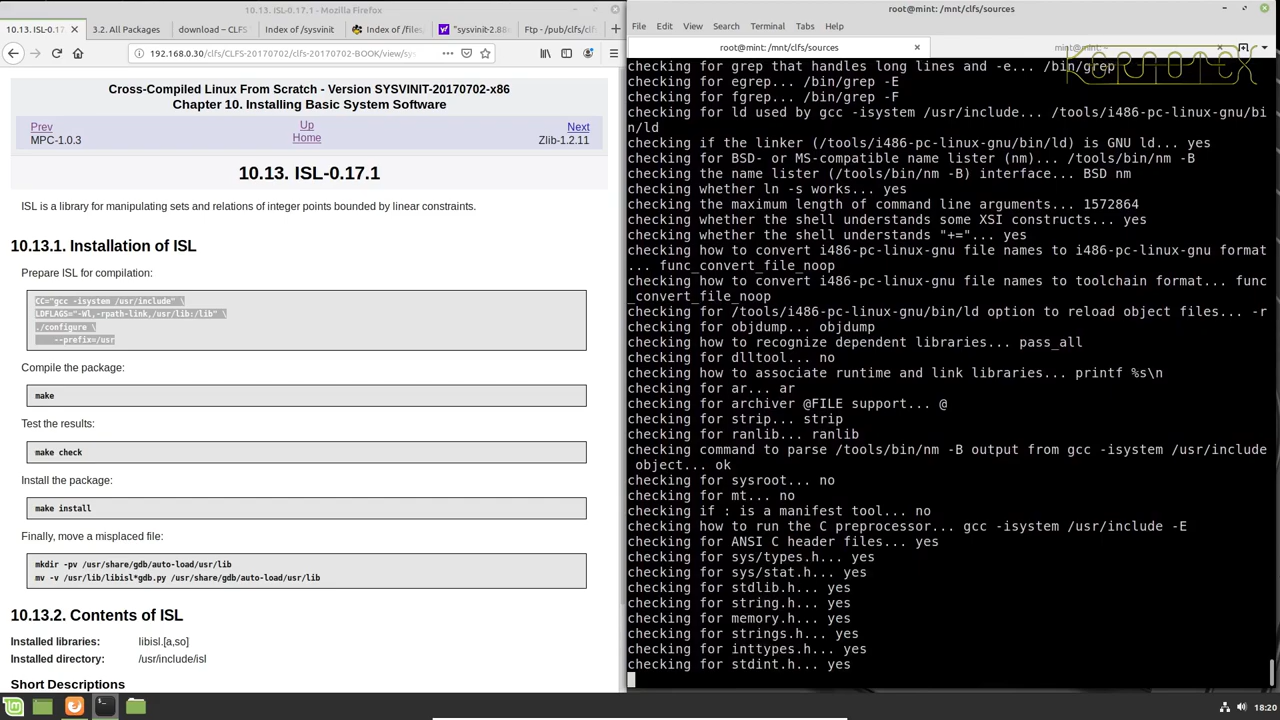 10.13. ISL-0.17.1 - Mozilla Firefox
10.13. ISL-0.17
3.2. All Packages
download – CLFS
Index of /sysvinit
Index of /files
"sysvinit-2.88
Ftp - /pub/clfs/c
192.168.0.30/clfs/CLFS-20170702/clfs-20170702-BOOK/view/sy
Cross-Compiled Linux From Scratch - Version SYSVINIT-20170702-x86
Chapter 10. Installing Basic System Software
Prev
Up
Next
MPC-1.0.3
Home
Zlib-1.2.11
10.13. ISL-0.17.1
ISL is a library for manipulating sets and relations of integer points bounded by linear constraints.
10.13.1. Installation of ISL
Prepare ISL for compilation:
CC="gcc -isystem /usr/include" \
LDFLAGS="-Wl,-rpath-link,/usr/lib:/lib" \
./configure \
    --prefix=/usr
Compile the package:
make
Test the results:
make check
Install the package:
make install
Finally, move a misplaced file:
mkdir -pv /usr/share/gdb/auto-load/usr/lib
mv -v /usr/lib/libisl*gdb.py /usr/share/gdb/auto-load/usr/lib
10.13.2. Contents of ISL
Installed libraries: libisl.[a,so]
Installed directory: /usr/include/isl
Short Descriptions
root@mint: /mnt/clfs/sources
File Edit View Search Terminal Tabs Help
root@mint: /mnt/clfs/sources
root@mint: ~
checking for grep that handles long lines and -e... /bin/grep
checking for egrep... /bin/grep -E
checking for fgrep... /bin/grep -F
checking for ld used by gcc -isystem /usr/include... /tools/i486-pc-linux-gnu/bi
n/ld
checking if the linker (/tools/i486-pc-linux-gnu/bin/ld) is GNU ld... yes
checking for BSD- or MS-compatible name lister (nm)... /tools/bin/nm -B
checking the name lister (/tools/bin/nm -B) interface... BSD nm
checking whether ln -s works... yes
checking the maximum length of command line arguments... 1572864
checking whether the shell understands some XSI constructs... yes
checking whether the shell understands "+="... yes
checking how to convert i486-pc-linux-gnu file names to i486-pc-linux-gnu format
... func_convert_file_noop
checking how to convert i486-pc-linux-gnu file names to toolchain format... func
_convert_file_noop
checking for /tools/i486-pc-linux-gnu/bin/ld option to reload object files... -r
checking for objdump... objdump
checking how to recognize dependent libraries... pass_all
checking for dlltool... no
checking how to associate runtime and link libraries... printf %s\n
checking for ar... ar
checking for archiver @FILE support... @
checking for strip... strip
checking for ranlib... ranlib
checking command to parse /tools/bin/nm -B output from gcc -isystem /usr/include
 object... ok
checking for sysroot... no
checking for mt... no
checking if : is a manifest tool... no
checking how to run the C preprocessor... gcc -isystem /usr/include -E
checking for ANSI C header files... yes
checking for sys/types.h... yes
checking for sys/stat.h... yes
checking for stdlib.h... yes
checking for string.h... yes
checking for memory.h... yes
checking for strings.h... yes
checking for inttypes.h... yes
checking for stdint.h... yes
18:20